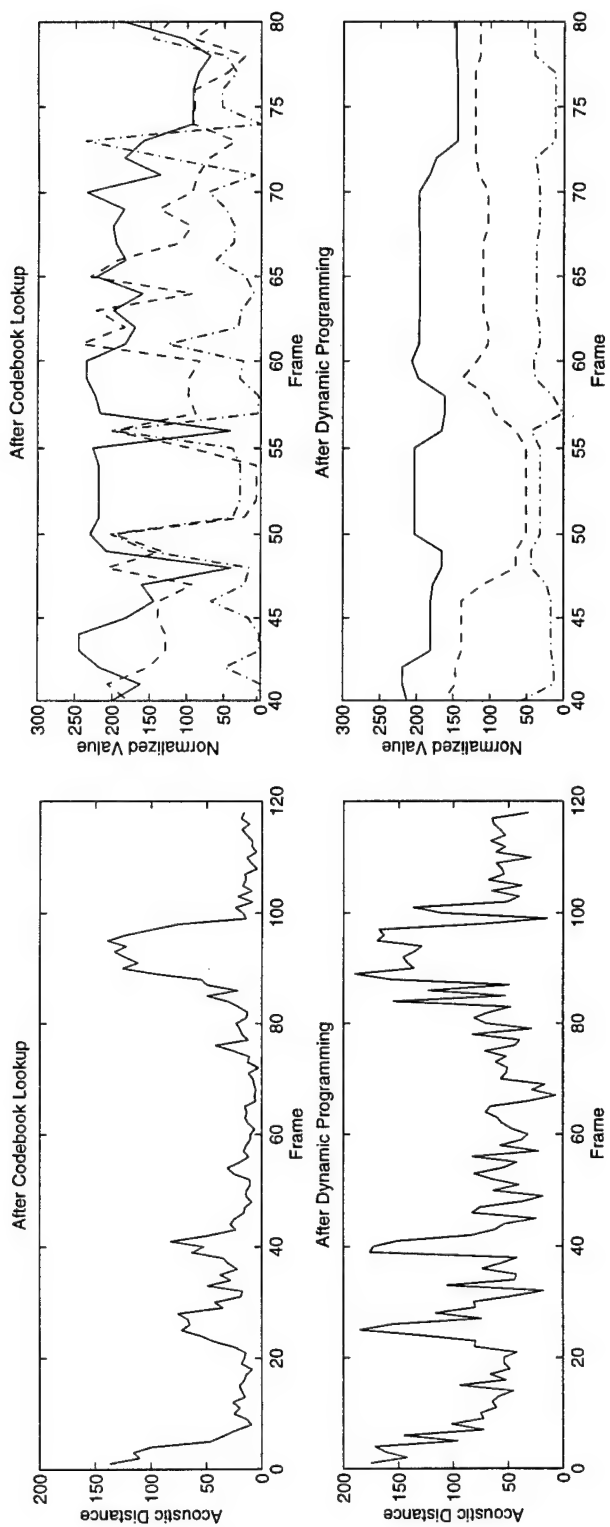 After Codebook Lookup
200
150
100
50
0
Acoustic Distance
0 20 40 60 80 100 120
Frame
After Dynamic Programming
200
150
100
50
0
Acoustic Distance
0 20 40 60 80 100 120
Frame
After Codebook Lookup
300
250
200
150
100
50
0
Normalized Value
40 45 50 55 60 65 70 75 80
Frame
After Dynamic Programming
300
250
200
150
100
50
0
Normalized Value
40 45 50 55 60 65 70 75 80
Frame